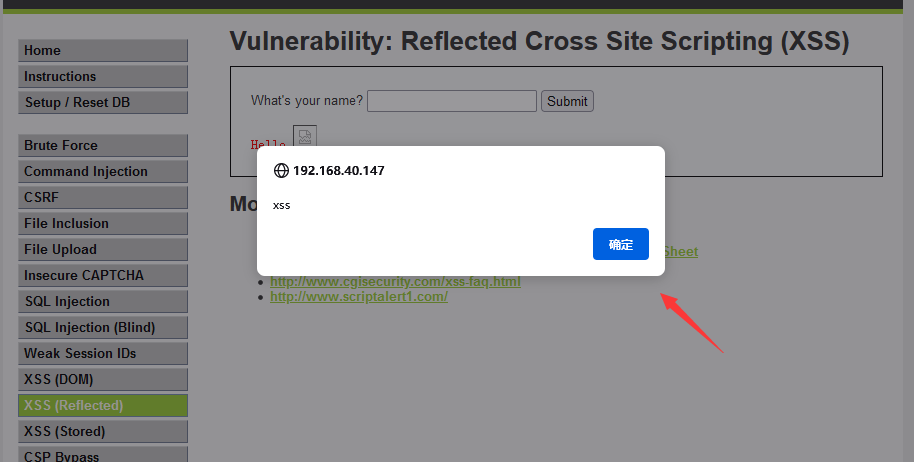 Vulnerability: Reflected Cross Site Scripting (XSS)
Home
Instructions
Setup / Reset DB
Brute Force
Command Injection
CSRF
File Inclusion
File Upload
Insecure CAPTCHA
SQL Injection
SQL Injection (Blind)
Weak Session IDs
XSS (DOM)
XSS (Reflected)
XSS (Stored)
CSP Bypass
What's your name? Submit
Hello
192.168.40.147
xss
确定
Mo
Sheet
http://www.cgisecurity.com/xss-faq.html
http://www.scriptalert1.com/